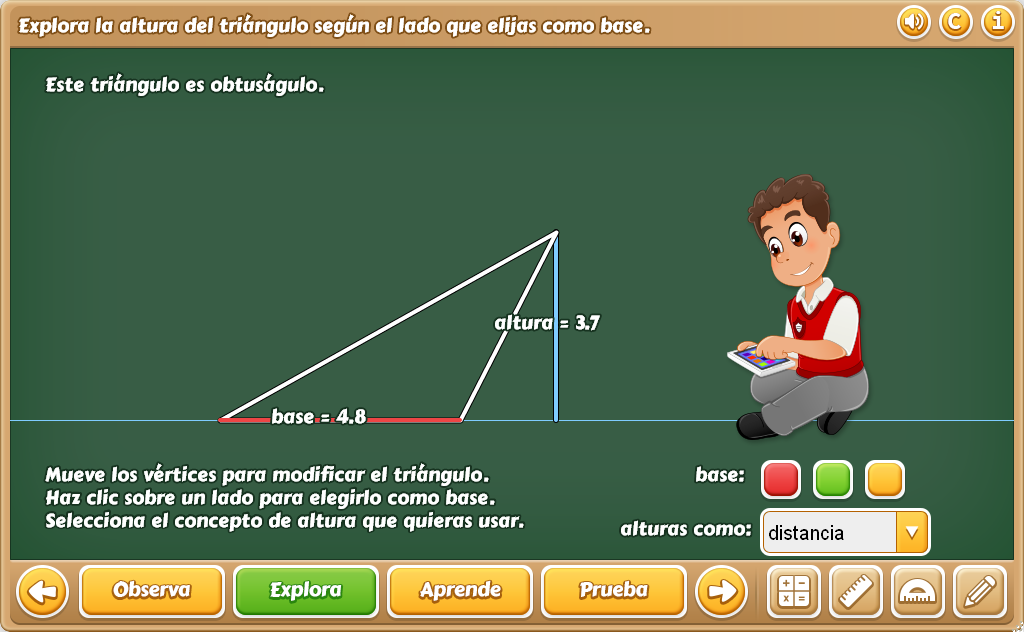 Explora la altura del triángulo según el lado que elijas como base.
C i
Este triángulo es obtuságulo.
altura = 3.7
base = 4.8
Mueve los vértices para modificar el triángulo.
Haz clic sobre un lado para elegirlo como base.
Selecciona el concepto de altura que quieras usar.
base:
alturas como: distancia
Observa Explora Aprende Prueba